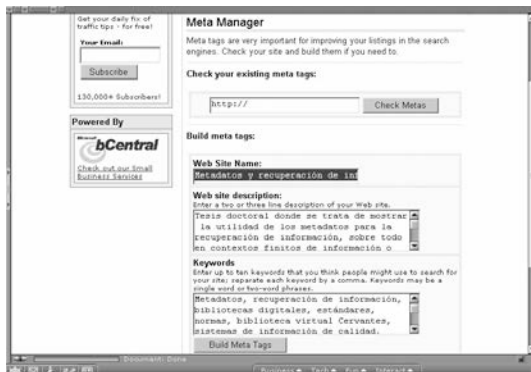 Get your daily fix of
traffic tips - for free!
Your Email:
Subscribe
130,000+ Subscribers!
Powered By
Microsoft
bCentral
Check out our Small
Business Services
Meta Manager
Meta tags are very important for improving your listings in the search
engines. Check your site and build them if you need to.
Check your existing meta tags:
http://
Check Metas
Build meta tags:
Web Site Name:
Metadatos y recuperación de inf
Web site description:
Enter a two or three line description of your Web site.
Tesis doctoral donde se trata de mostrar
la utilidad de los metadatos para la
recuperación de información, sobre todo
en contextos finitos de información o
Keywords
Enter up to ten keywords that you think people might use to search for
your site; separate each keyword by a comma. Keywords may be a
single word or two-word phrases.
Metadatos, recuperación de información,
bibliotecas digitales, estándares,
normas, biblioteca virtual Cervantes,
sistemas de información de calidad.
Build Meta Tags
Document: Done
Business Tech Fun Interact